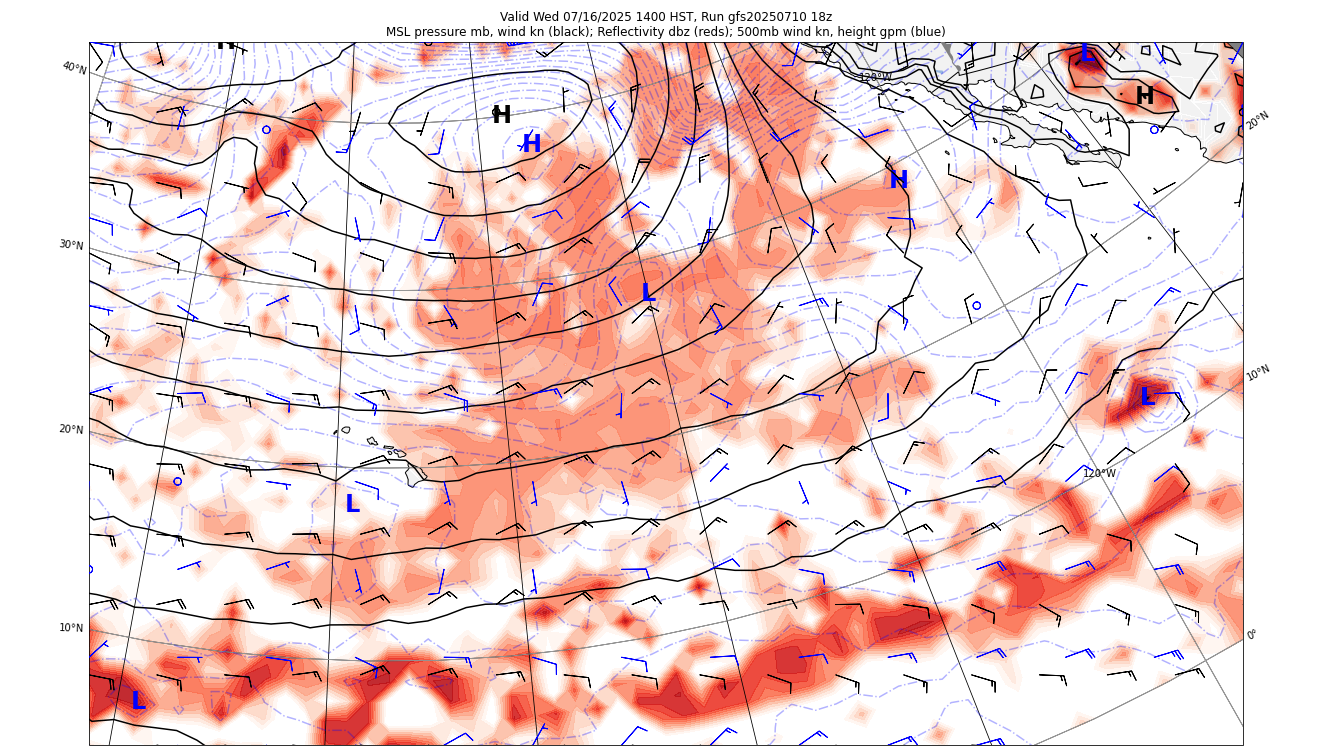 Valid Wed 07/16/2025 1400 HST, Run gfs20250710 18z
MSL pressure mb, wind kn (black); Reflectivity dbz (reds); 500mb wind kn, height gpm (blue)
H
L
40°N
120°W
H
H
20°N
H
H
30°N
L
10°N
L
20°N
120°W
L
10°N
0°
L